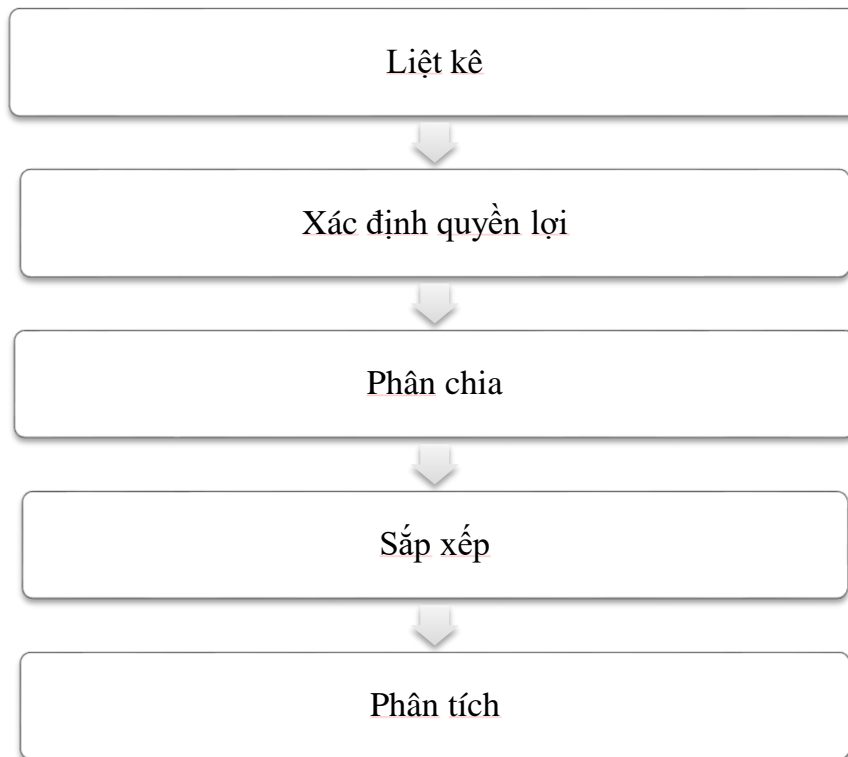 Liệt kê
Xác định quyền lợi
Phân chia
Sắp xếp
Phân tích